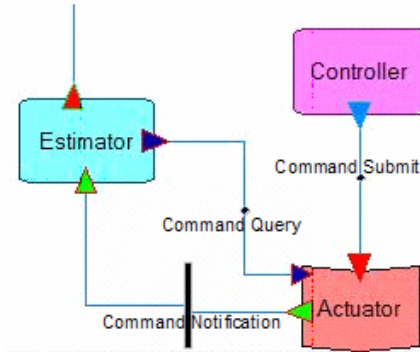 Controller
Estimator
Command Submit
Command Query
Actuator
Command Notification